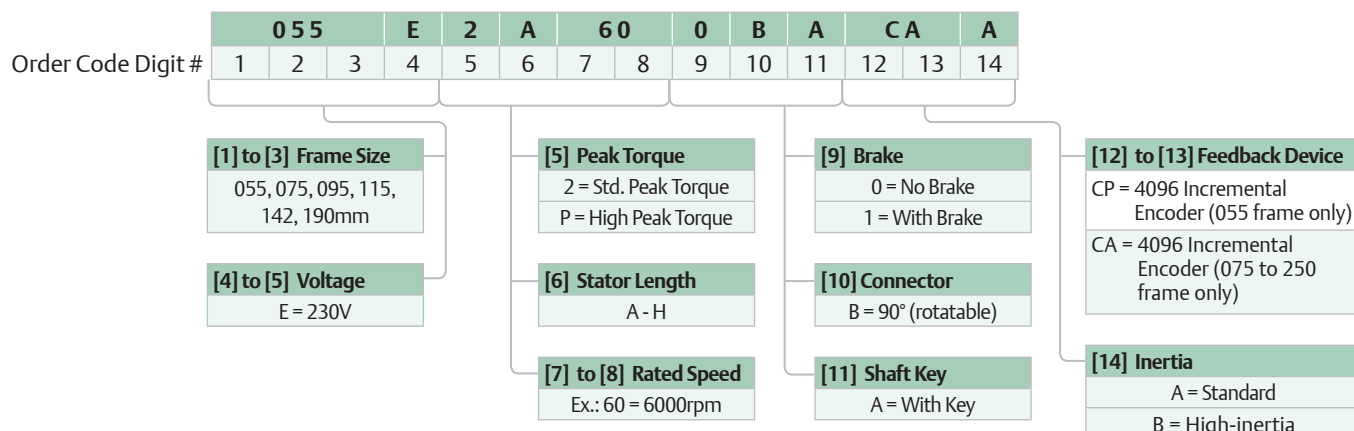 055 E 2 A 60 0 B A CA A
Order Code Digit # 1 2 3 4 5 6 7 8 9 10 11 12 13 14
[1] to [3] Frame Size
055, 075, 095, 115,
142, 190mm
[4] to [5] Voltage
E = 230V
[5] Peak Torque
2 = Std. Peak Torque
P = High Peak Torque
[6] Stator Length
A - H
[7] to [8] Rated Speed
Ex.: 60 = 6000rpm
[9] Brake
0 = No Brake
1 = With Brake
[10] Connector
B = 90° (rotatable)
[11] Shaft Key
A = With Key
[12] to [13] Feedback Device
CP = 4096 Incremental
Encoder (055 frame only)
CA = 4096 Incremental
Encoder (075 to 250
frame only)
[14] Inertia
A = Standard
B = High-inertia